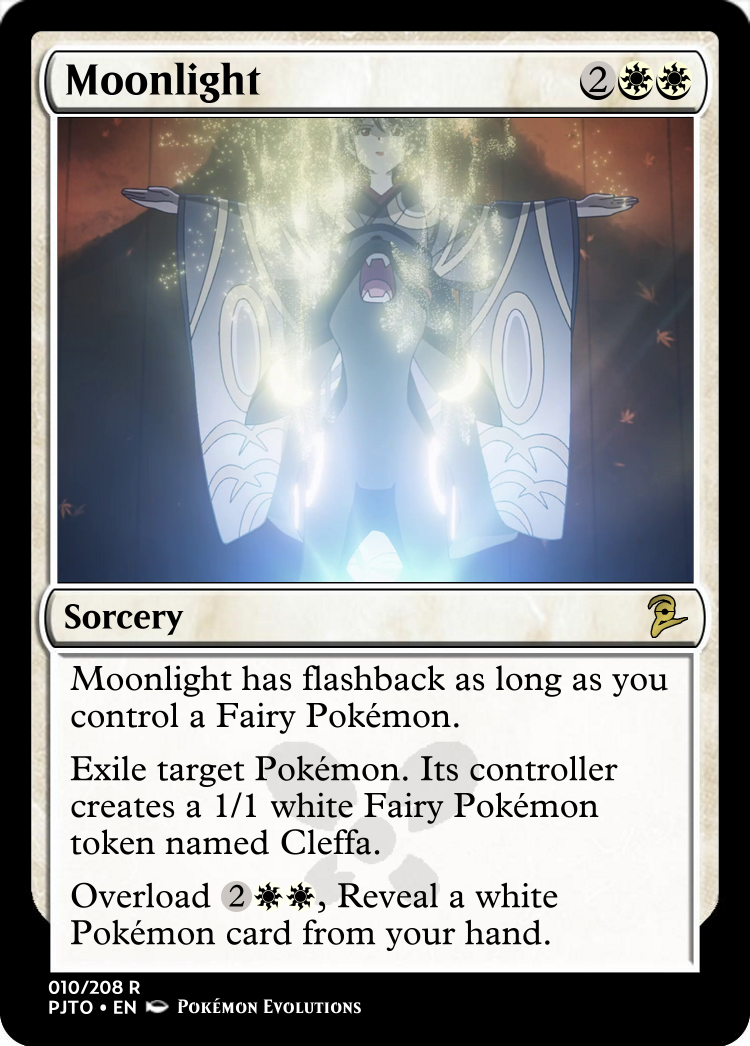 Moonlight 2
Sorcery
Moonlight has flashback as long as you
control a Fairy Pokémon.
Exile target Pokémon. Its controller
creates a 1/1 white Fairy Pokémon
token named Cleffa.
Overload 2, Reveal a white
Pokémon card from your hand.
010/208 R
PJTO • EN Pokémon Evolutions